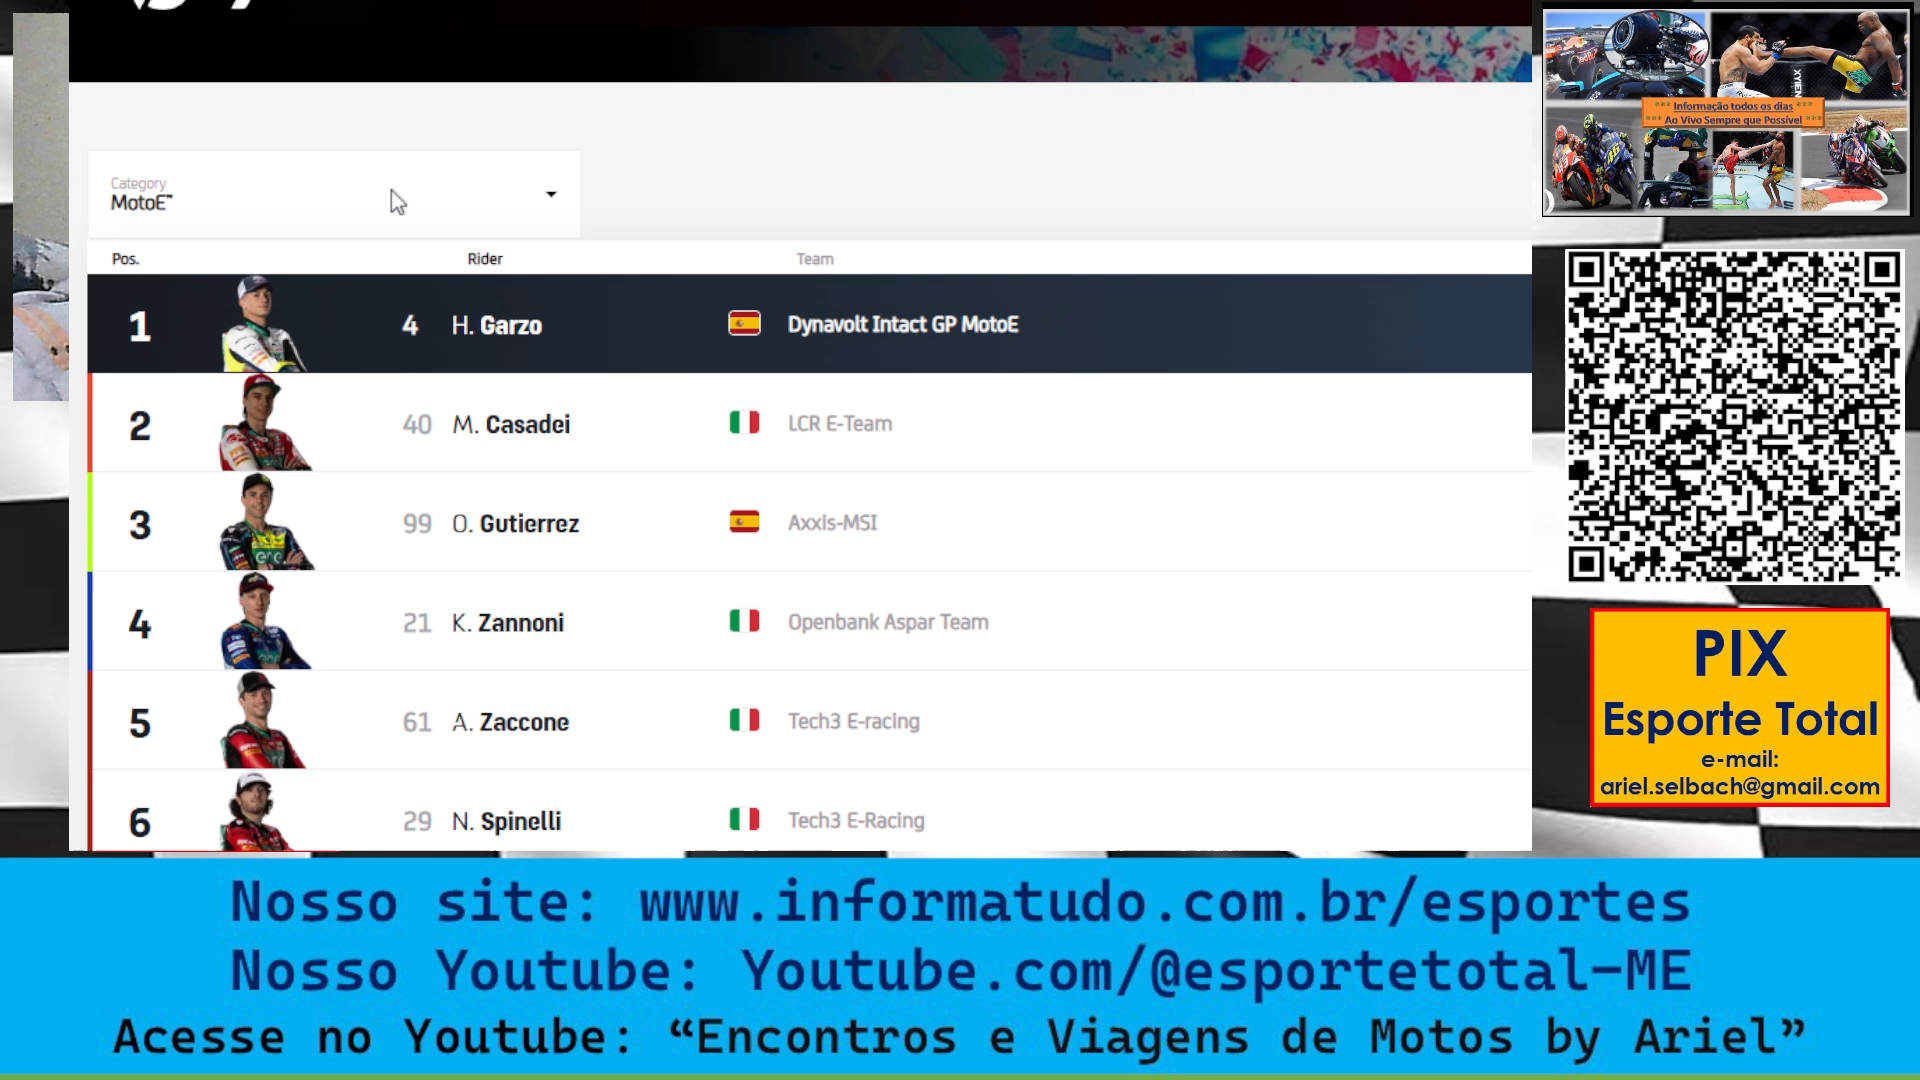 Category
MotoE™
Pos. Rider Team
1 4 H. Garzo Dynavolt Intact GP MotoE
2 40 M. Casadei LCR E-Team
3 99 O. Gutierrez Axxis-MSI
4 21 K. Zannoni Openbank Aspar Team
5 61 A. Zaccone Tech3 E-racing
6 29 N. Spinelli Tech3 E-Racing
*** Informação todos os dias ***
*** Ao Vivo Sempre que Possível ***
PIX
Esporte Total
e-mail:
ariel.selbach@gmail.com
Nosso site: www.informatudo.com.br/esportes
Nosso Youtube: Youtube.com/@esportetotal-ME
Acesse no Youtube: “Encontros e Viagens de Motos by Ariel”